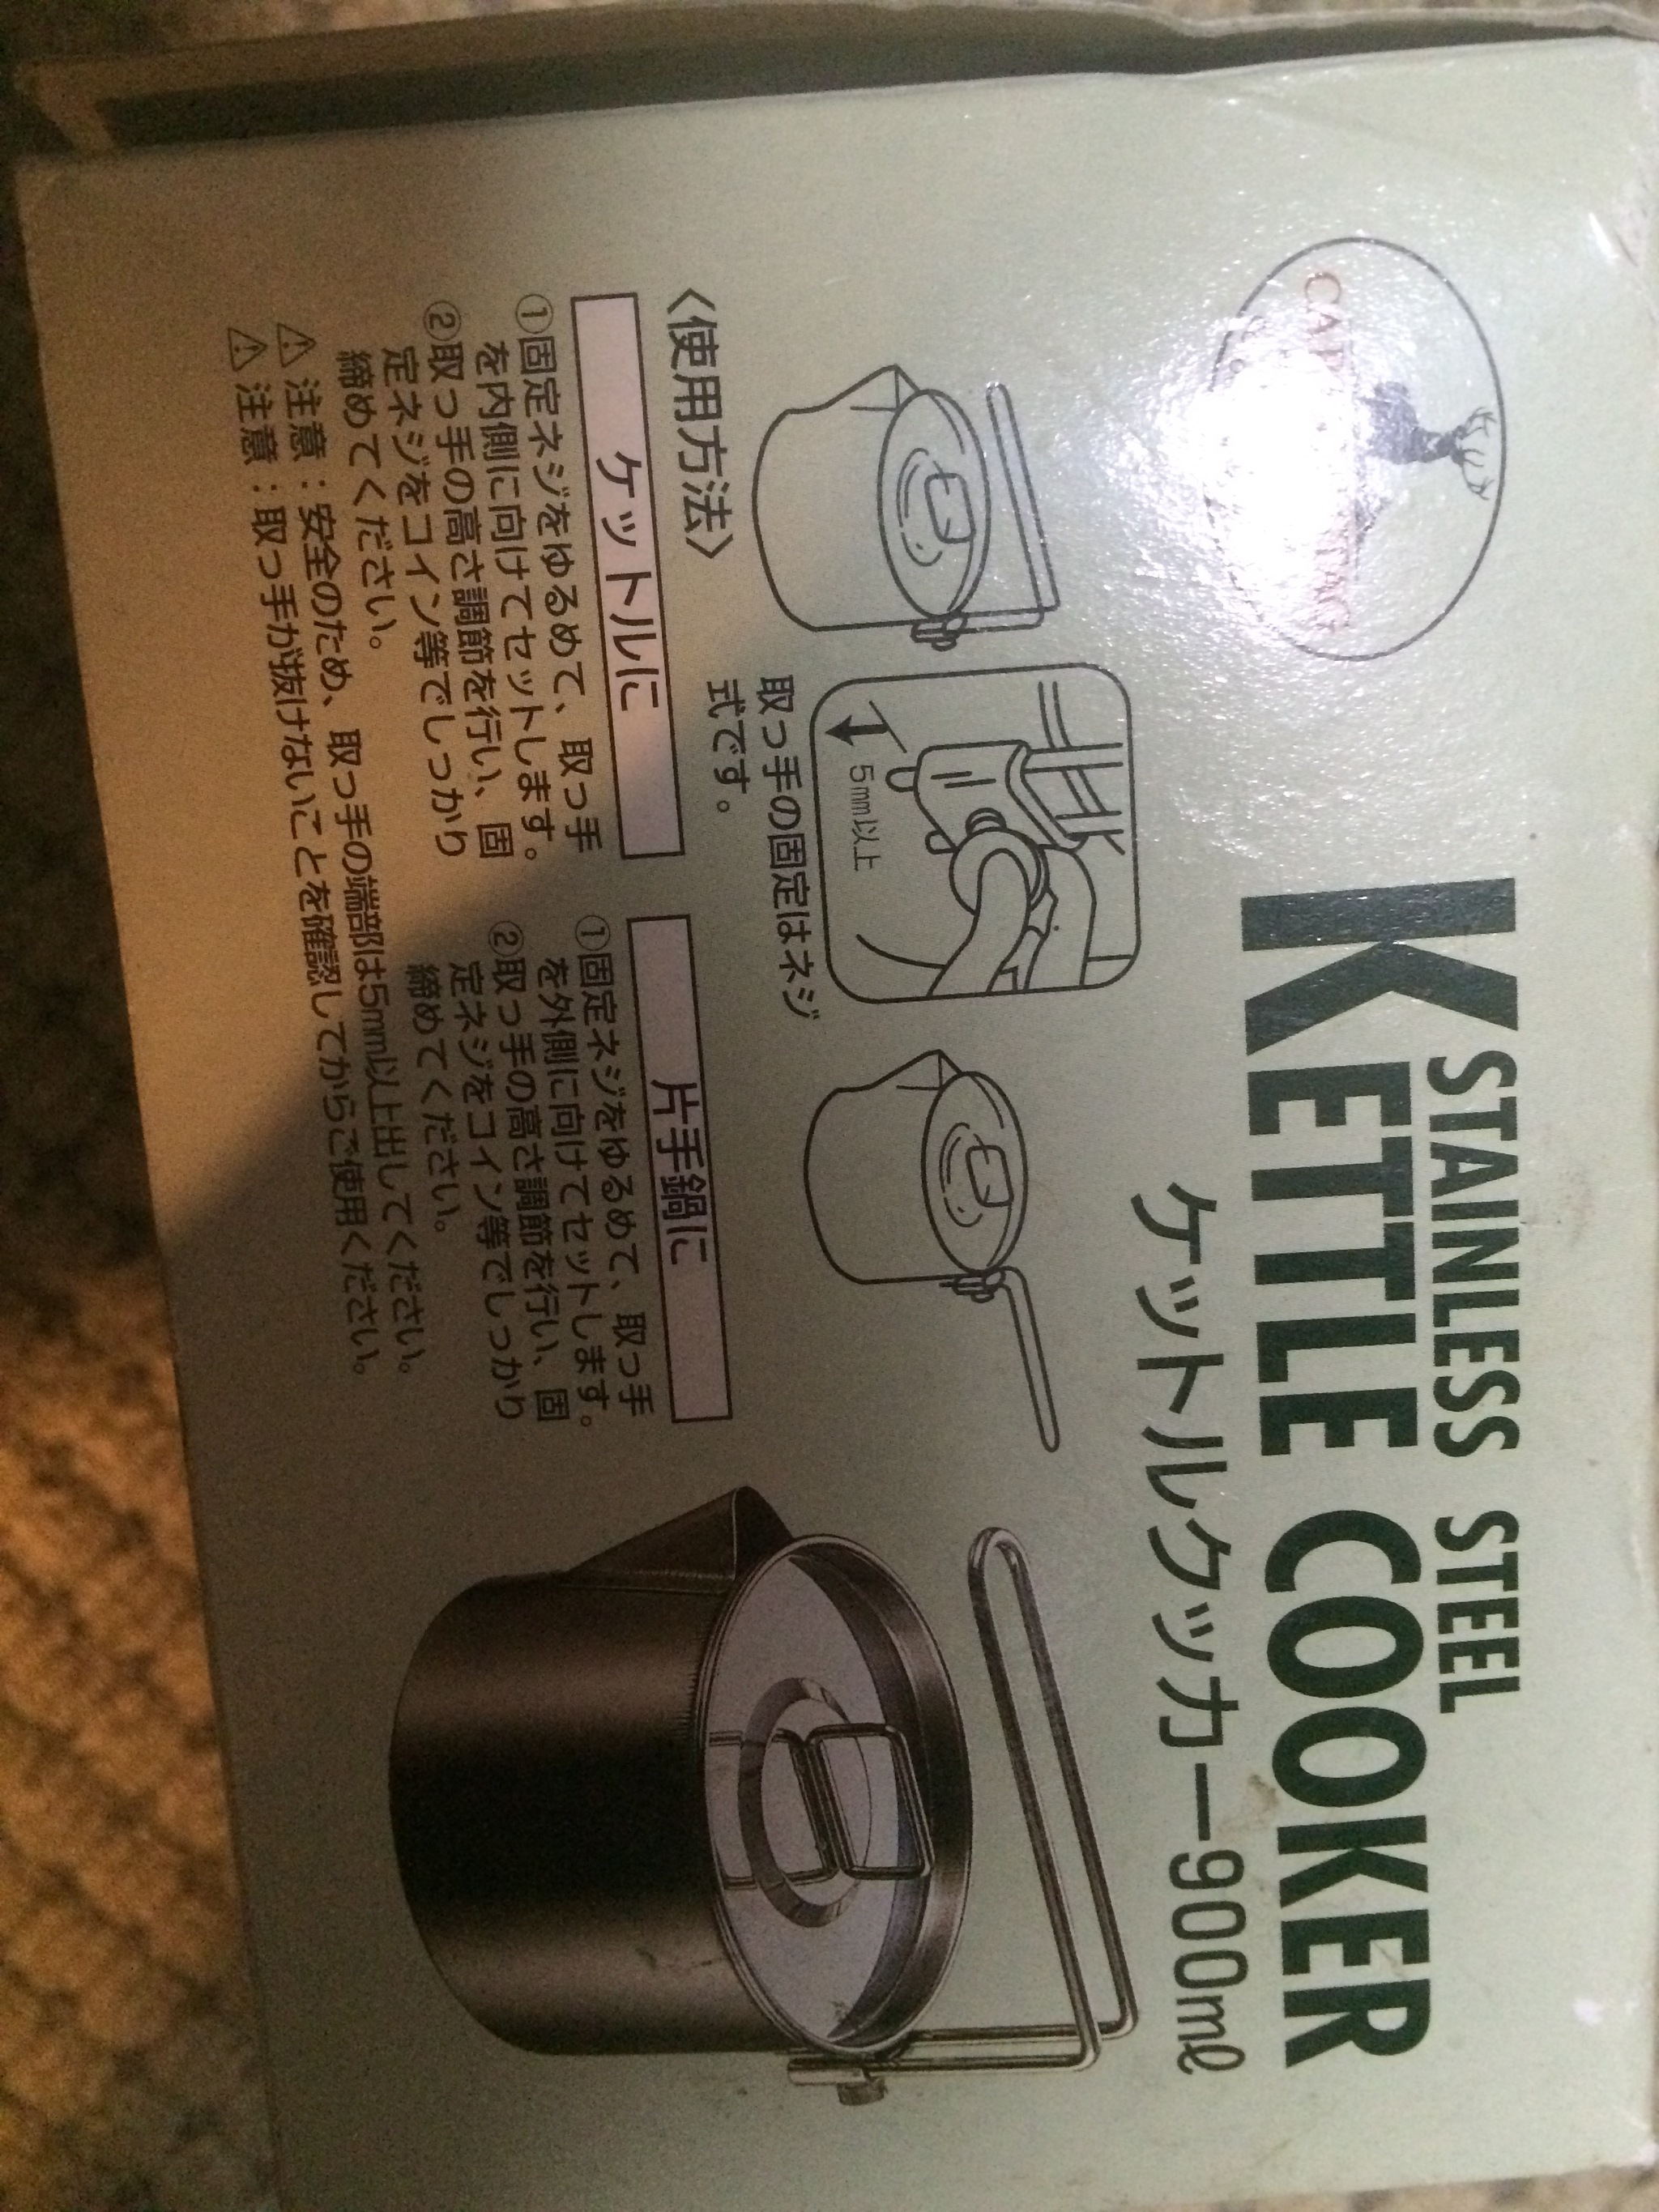 CAPTAIN STAG
STAINLESS STEEL
KETTLE COOKER
ケットルクッカー900mℓ
5mm以上
取っ手の固定はネジ
式です。
〈使用方法〉
ケットルに
①固定ネジをゆるめて、取っ手
を内側に向けてセットします。
②取っ手の高さ調節を行い、固
定ネジをコイン等でしっかり
締めてください。
片手鍋に
①固定ネジをゆるめて、取っ手
を外側に向けてセットします。
②取っ手の高さ調節を行い、固
定ネジをコイン等でしっかり
締めてください。
⚠ 注意：安全のため、取っ手の端部は5mm以上出してください。
⚠ 注意：取っ手が抜けないことを確認してからご使用ください。